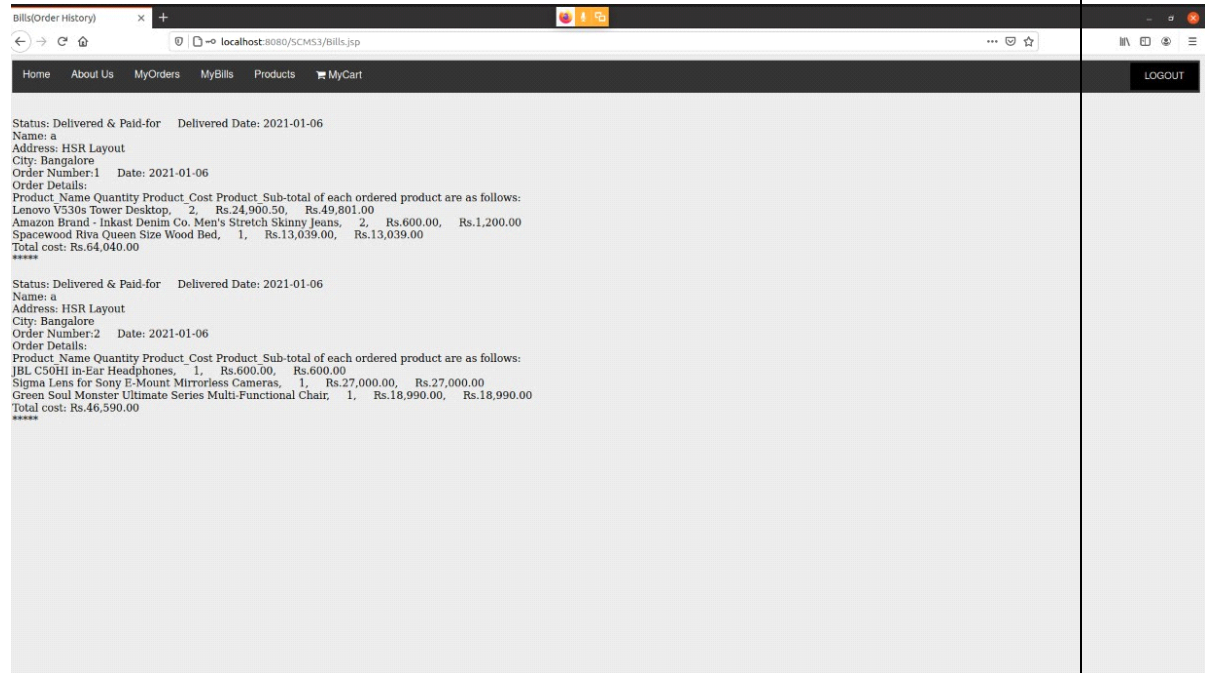 Bills(Order History)
localhost:8080/SCMS3/Bills.jsp
Home About Us MyOrders MyBills Products MyCart LOGOUT
Status: Delivered & Paid-for Delivered Date: 2021-01-06
Name: a
Address: HSR Layout
City: Bangalore
Order Number:1 Date: 2021-01-06
Order Details:
Product_Name Quantity Product_Cost Product_Sub-total of each ordered product are as follows:
Lenovo V530s Tower Desktop, 2, Rs.24,900.50, Rs.49,801.00
Amazon Brand - Inkast Denim Co. Men's Stretch Skinny Jeans, 2, Rs.600.00, Rs.1,200.00
Spacewood Riva Queen Size Wood Bed, 1, Rs.13,039.00, Rs.13,039.00
Total cost: Rs.64,040.00
*****
Status: Delivered & Paid-for Delivered Date: 2021-01-06
Name: a
Address: HSR Layout
City: Bangalore
Order Number:2 Date: 2021-01-06
Order Details:
Product_Name Quantity Product_Cost Product_Sub-total of each ordered product are as follows:
JBL C50HI in-Ear Headphones, 1, Rs.600.00, Rs.600.00
Sigma Lens for Sony E-Mount Mirrorless Cameras, 1, Rs.27,000.00, Rs.27,000.00
Green Soul Monster Ultimate Series Multi-Functional Chair, 1, Rs.18,990.00, Rs.18,990.00
Total cost: Rs.46,590.00
*****